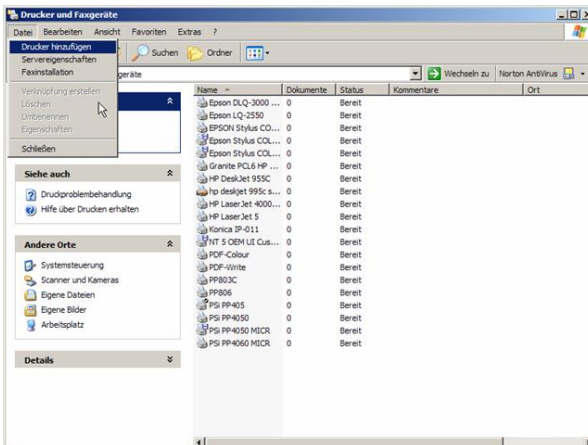 Drucker und Faxgeräte
Datei Bearbeiten Ansicht Favoriten Extras ?
Drucker hinzufügen
Servereigenschaften
Faxinstallation
Verknüpfung erstellen
Löschen
Umbenennen
Eigenschaften
Schließen
Suchen Ordner
geräte Wechseln zu Norton AntiVirus
Name Dokumente Status Kommentare Ort
Epson DLQ-3000 ... 0 Bereit
Epson LQ-2550 0 Bereit
EPSON Stylus CO... 0 Bereit
Epson Stylus COL... 0 Bereit
Epson Stylus COL... 0 Bereit
Granite PCL6 HP ... 0 Bereit
HP DeskJet 955C 0 Bereit
hp deskjet 995c s... 0 Bereit
HP LaserJet 4000... 0 Bereit
HP LaserJet 5 0 Bereit
Konica IP-011 0 Bereit
NT 5 OEM UI Cus... 0 Bereit
PDF-Colour 0 Bereit
PDF-Write 0 Bereit
PP803C 0 Bereit
PP806 0 Bereit
PSi PP405 0 Bereit
PSi PP4050 0 Bereit
PSi PP4050 MICR 0 Bereit
PSi PP4060 MICR 0 Bereit
Siehe auch
Druckproblembehandlung
Hilfe über Drucken erhalten
Andere Orte
Systemsteuerung
Scanner und Kameras
Eigene Dateien
Eigene Bilder
Arbeitsplatz
Details